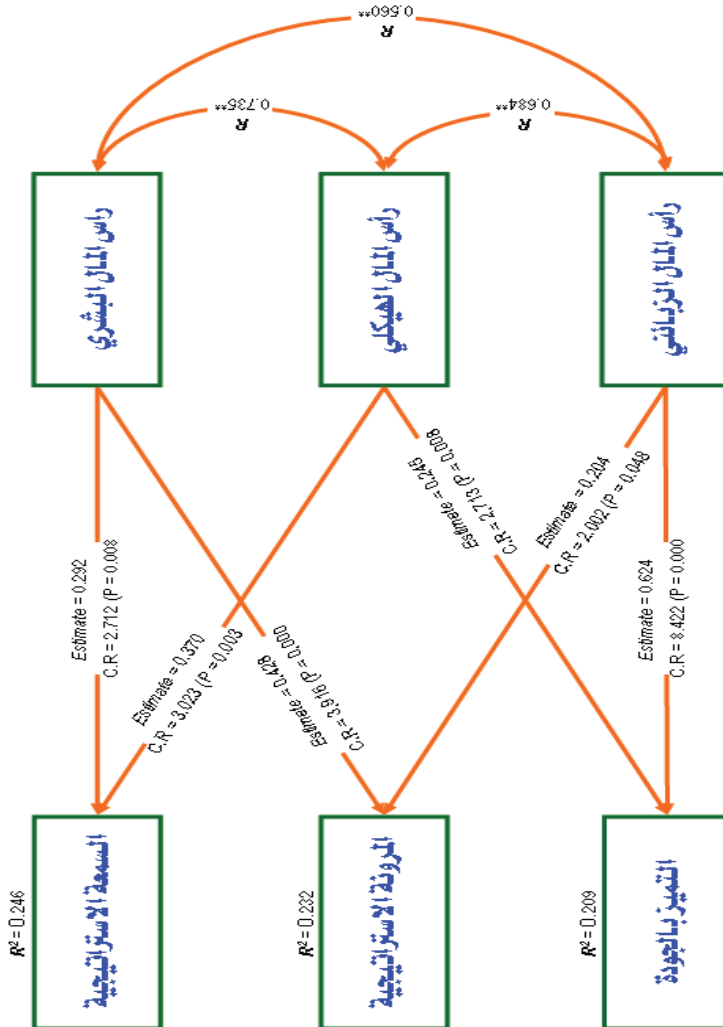 0.560**
R
0.735**
R
0.684**
R
رأس المال البشري
رأس المال الهيكلي
رأس المال الزبائني
Estimate = 0.292
C.R = 2.712 (P = 0.008
Estimate = 0.370
C.R = 3.023 (P = 0.003
Estimate = 0.428
C.R = 3.916 (P = 0.000
Estimate = 0.245
C.R = 2.713 (P = 0.008
Estimate = 0.204
C.R = 2.002 (P = 0.048
Estimate = 0.624
C.R = 8.422 (P = 0.000
R² = 0.246
السمعة الاستراتيجية
R² = 0.232
المرونة الاستراتيجية
R² = 0.209
التميز بالجودة